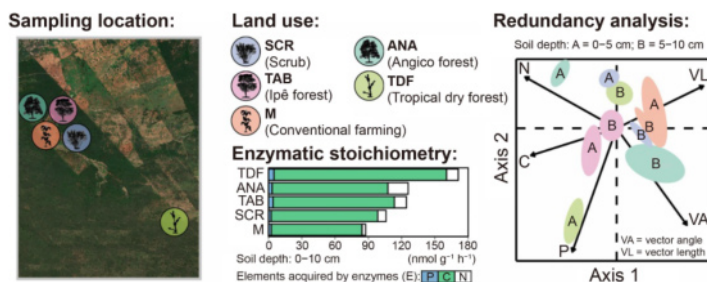 Sampling location:
Land use:
SCR
(Scrub)
TAB
(Ipê forest)
M
(Conventional farming)
ANA
(Angico forest)
TDF
(Tropical dry forest)
Enzymatic stoichiometry:
TDF
ANA
TAB
SCR
M
0 30 60 90 120 150 180
Soil depth: 0–10 cm (nmol g⁻¹ h⁻¹)
Elements acquired by enzymes (E): P C N
Redundancy analysis:
Soil depth: A = 0–5 cm; B = 5–10 cm
N
A
A
B
VL
A
B
B
B
A
B
C
A
P
VA
VA = vector angle
VL = vector length
Axis 2
Axis 1